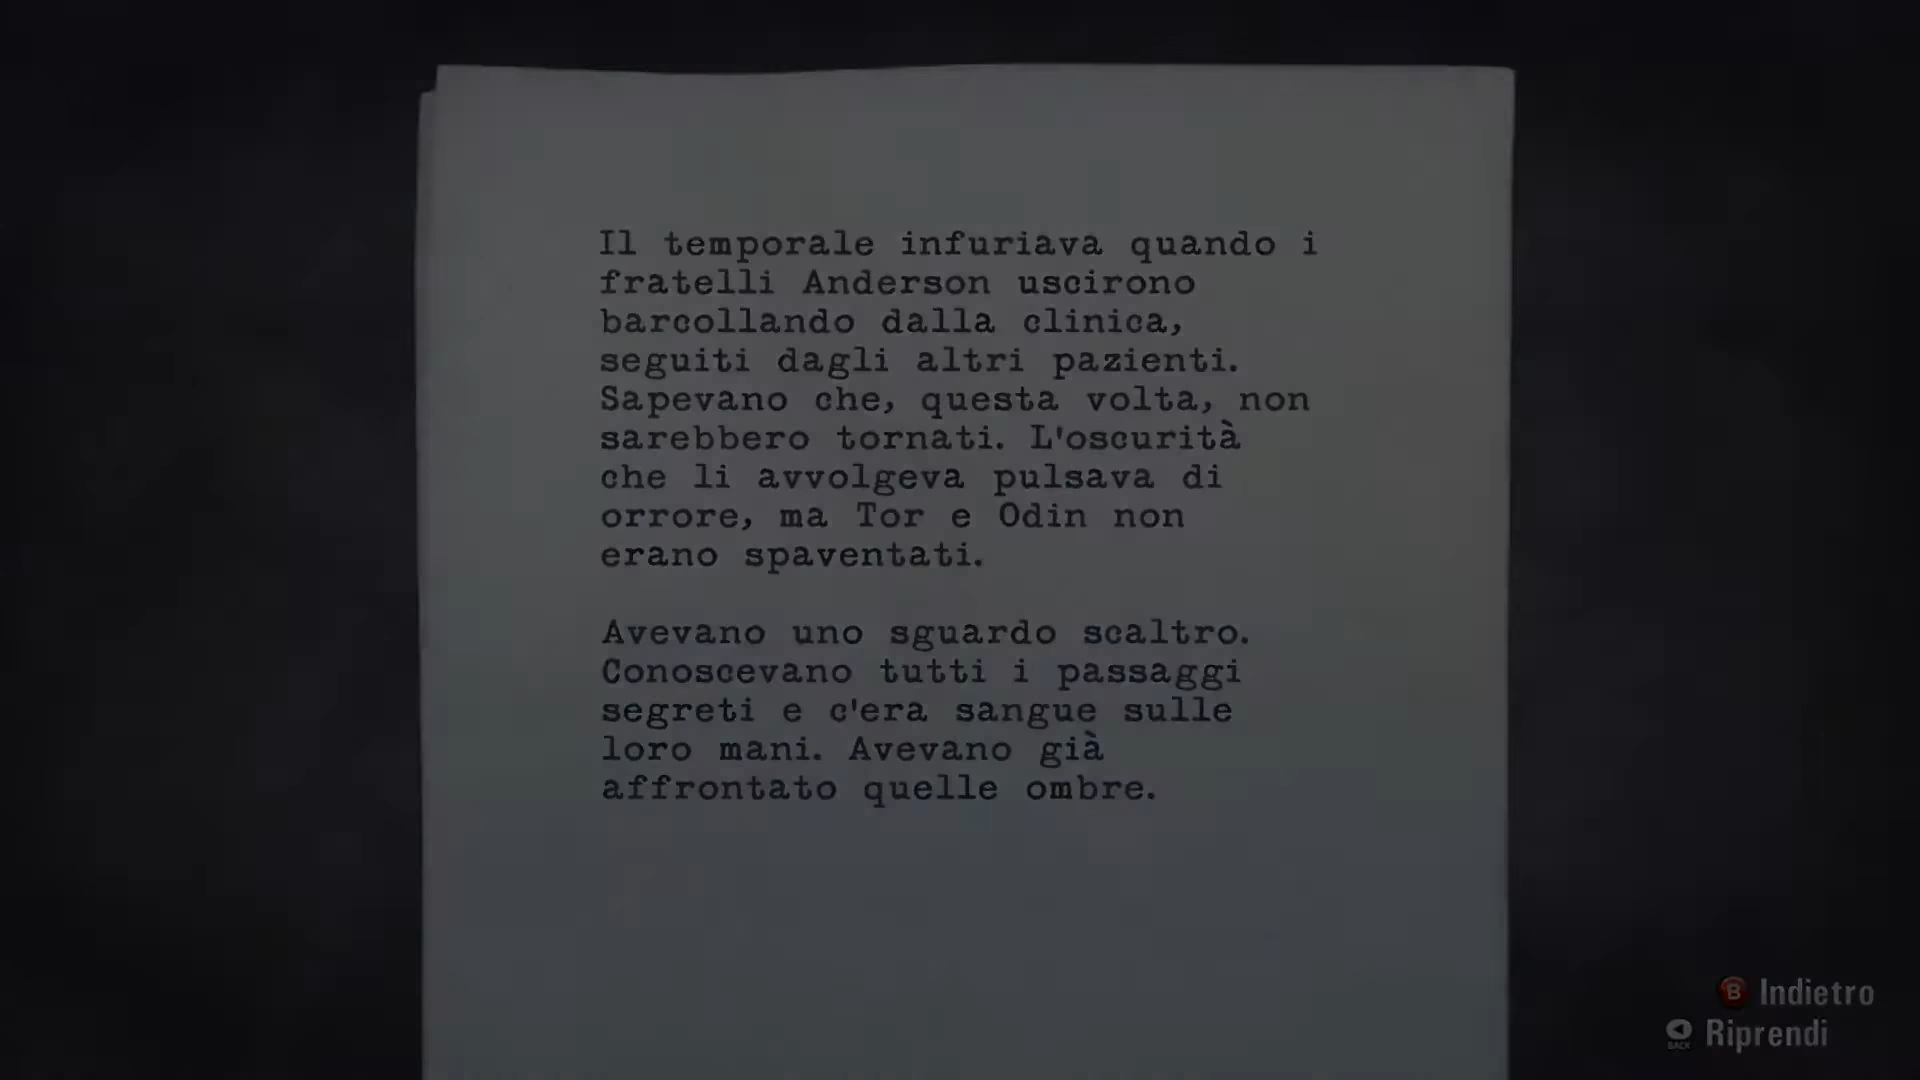 Il temporale infuriava quando i
fratelli Anderson uscirono
barcollando dalla clinica,
seguiti dagli altri pazienti.
Sapevano che, questa volta, non
sarebbero tornati. L'oscurità
che li avvolgeva pulsava di
orrore, ma Tor e Odin non
erano spaventati.

Avevano uno sguardo scaltro.
Conoscevano tutti i passaggi
segreti e c'era sangue sulle
loro mani. Avevano già
affrontato quelle ombre.
B Indietro
BACK Riprendi